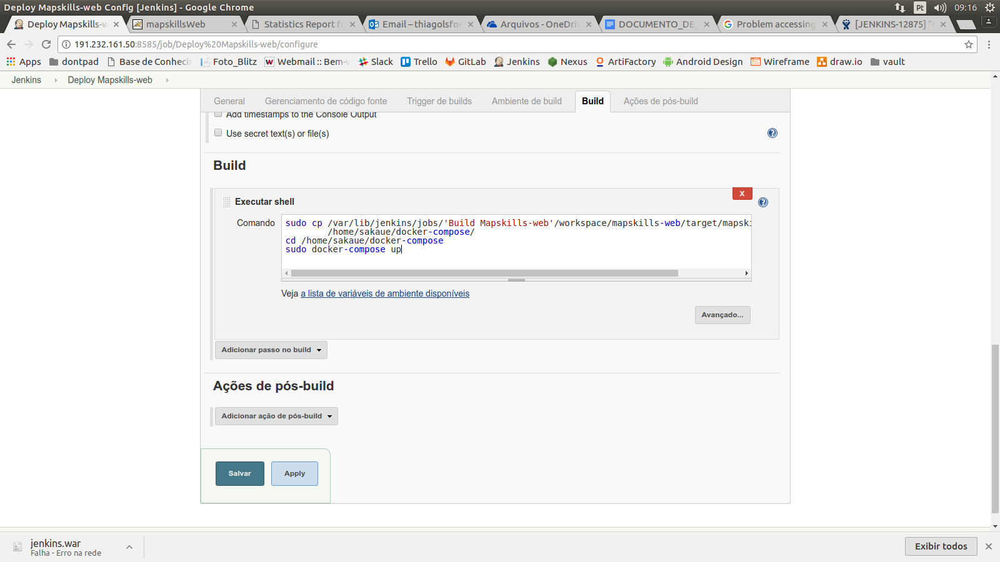 Deploy Mapskills-web Config [Jenkins] - Google Chrome
Pt
09:16
Deploy Mapskills-w
mapskillsWeb
Statistics Report fo
Email – thiagolsfor
Arquivos - OneDriv
DOCUMENTO_DE_
Problem accessing
[JENKINS-12875] "
191.232.161.50:8585/job/Deploy%20Mapskills-web/configure
Apps
dontpad
Base de Conheci
Foto_Blitz
Webmail :: Bem-v
Slack
Trello
GitLab
Jenkins
Nexus
ArtiFactory
Android Design
Wireframe
draw.io
vault
Jenkins
Deploy Mapskills-web
General
Gerenciamento de código fonte
Trigger de builds
Ambiente de build
Build
Ações de pós-build
Add timestamps to the Console Output
Use secret text(s) or file(s)
Build
X
Executar shell
Comando
sudo cp /var/lib/jenkins/jobs/'Build Mapskills-web'/workspace/mapskills-web/target/mapski
/home/sakaue/docker-compose/
cd /home/sakaue/docker-compose
sudo docker-compose up
Veja a lista de variáveis de ambiente disponíveis
Avançado...
Adicionar passo no build
Ações de pós-build
Adicionar ação de pós-build
Salvar
Apply
jenkins.war
Falha - Erro na rede
Exibir todos